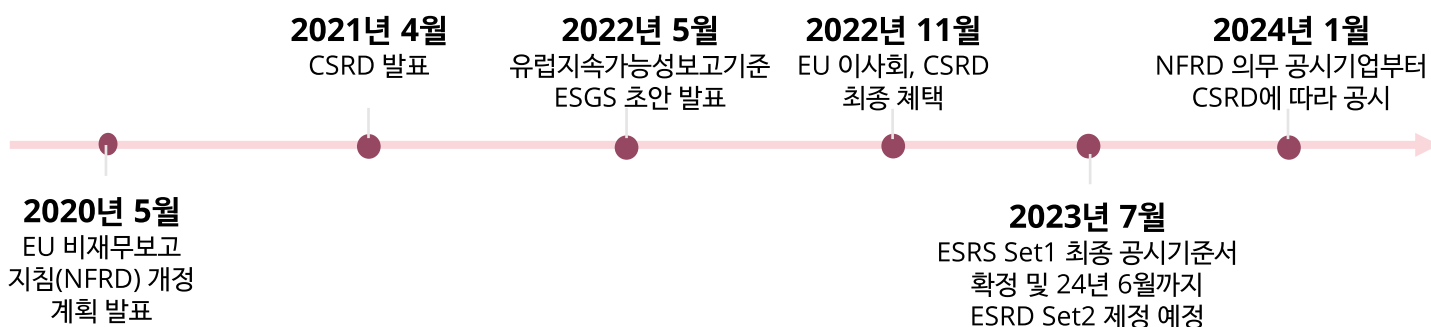 2021년 4월
CSRD 발표
2022년 5월
유럽지속가능성보고기준
ESGS 초안 발표
2022년 11월
EU 이사회, CSRD
최종 체택
2024년 1월
NFRD 의무 공시기업부터
CSRD에 따라 공시
2020년 5월
EU 비재무보고
지침(NFRD) 개정
계획 발표
2023년 7월
ESRS Set1 최종 공시기준서
확정 및 24년 6월까지
ESRD Set2 제정 예정